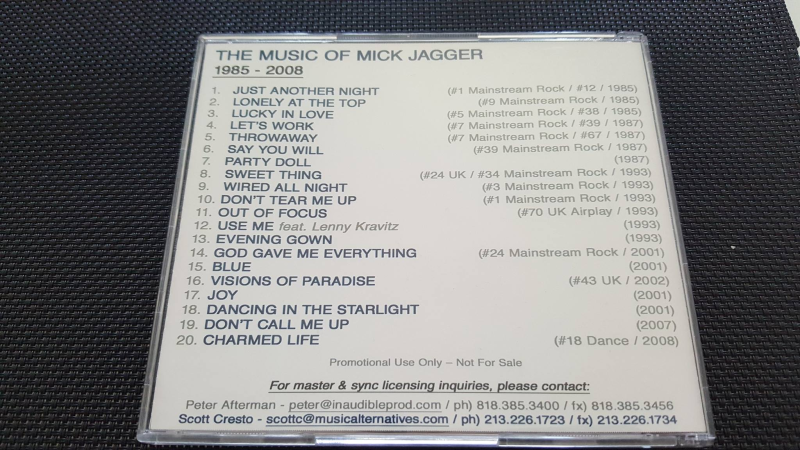 THE MUSIC OF MICK JAGGER
1985 - 2008
1. JUST ANOTHER NIGHT (#1 Mainstream Rock / #12 / 1985)
2. LONELY AT THE TOP (#9 Mainstream Rock / 1985)
3. LUCKY IN LOVE (#5 Mainstream Rock / #38 / 1985)
4. LET'S WORK (#7 Mainstream Rock / #39 / 1987)
5. THROWAWAY (#7 Mainstream Rock / #67 / 1987)
6. SAY YOU WILL (#39 Mainstream Rock / 1987)
7. PARTY DOLL (1987)
8. SWEET THING (#24 UK / #34 Mainstream Rock / 1993)
9. WIRED ALL NIGHT (#3 Mainstream Rock / 1993)
10. DON'T TEAR ME UP (#1 Mainstream Rock / 1993)
11. OUT OF FOCUS (#70 UK Airplay / 1993)
12. USE ME feat. Lenny Kravitz (1993)
13. EVENING GOWN (1993)
14. GOD GAVE ME EVERYTHING (#24 Mainstream Rock / 2001)
15. BLUE (2001)
16. VISIONS OF PARADISE (#43 UK / 2002)
17. JOY (2001)
18. DANCING IN THE STARLIGHT (2001)
19. DON'T CALL ME UP (2007)
20. CHARMED LIFE (#18 Dance / 2008)
Promotional Use Only – Not For Sale
For master & sync licensing inquiries, please contact:
Peter Afterman - peter@inaudibleprod.com / ph) 818.385.3400 / fx) 818.385.3456
Scott Cresto - scottc@musicalternatives.com / ph) 213.226.1723 / fx) 213.226.1734